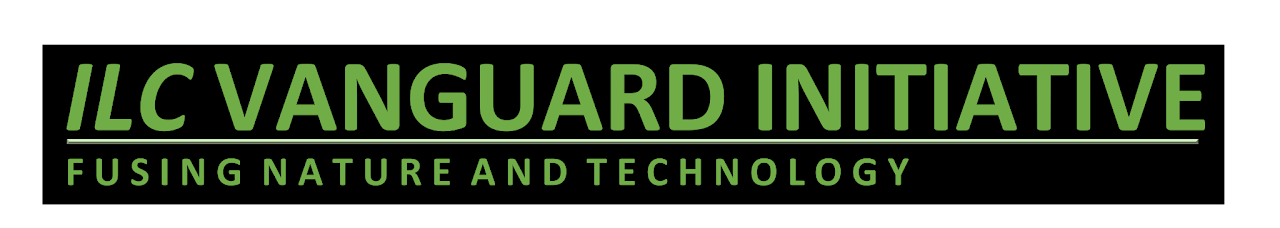 ILC VANGUARD INITIATIVE
FUSING NATURE AND TECHNOLOGY